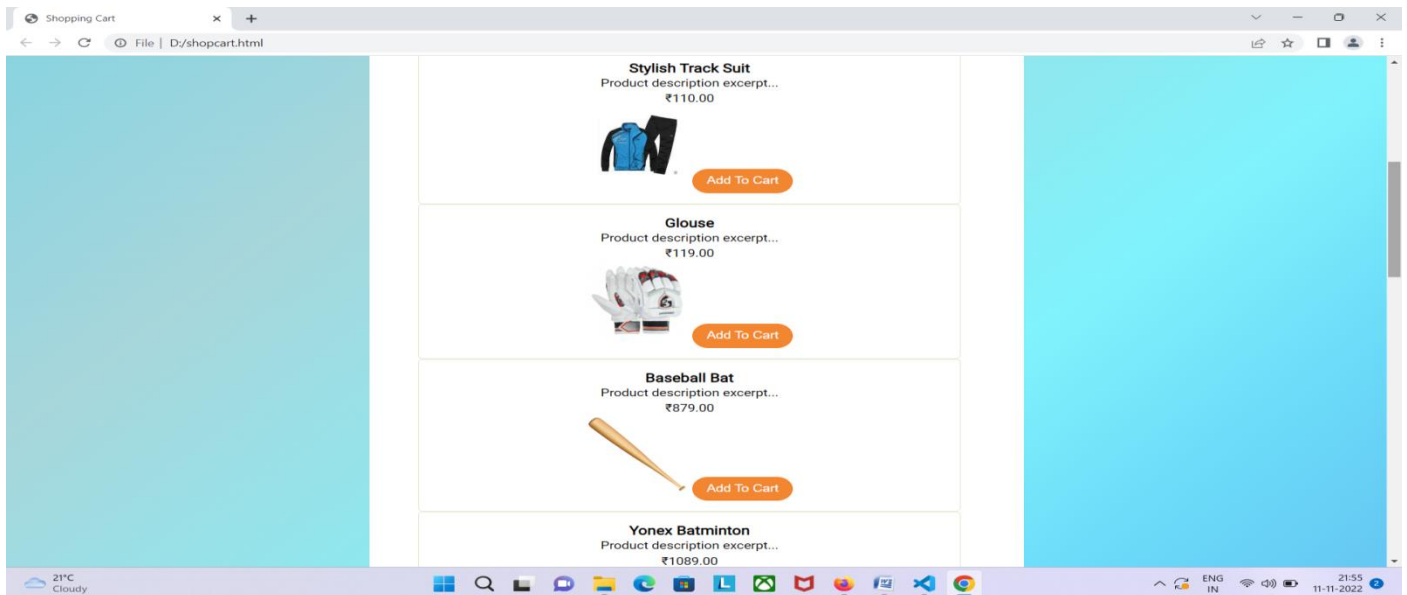 Shopping Cart
File | D:/shopcart.html
Stylish Track Suit
Product description excerpt...
₹110.00
Add To Cart
Glouse
Product description excerpt...
₹119.00
Add To Cart
Baseball Bat
Product description excerpt...
₹879.00
Add To Cart
Yonex Batminton
Product description excerpt...
₹1089.00
21°C
Cloudy
ENG
IN
21:55
11-11-2022
2